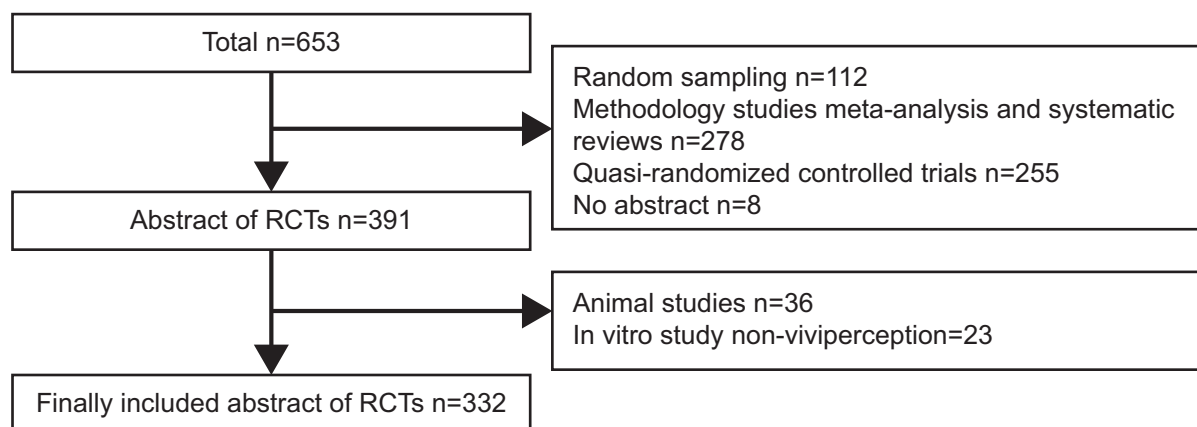 Total n=653
Random sampling n=112
Methodology studies meta-analysis and systematic
reviews n=278
Quasi-randomized controlled trials n=255
No abstract n=8
Abstract of RCTs n=391
Animal studies n=36
In vitro study non-viviperception=23
Finally included abstract of RCTs n=332